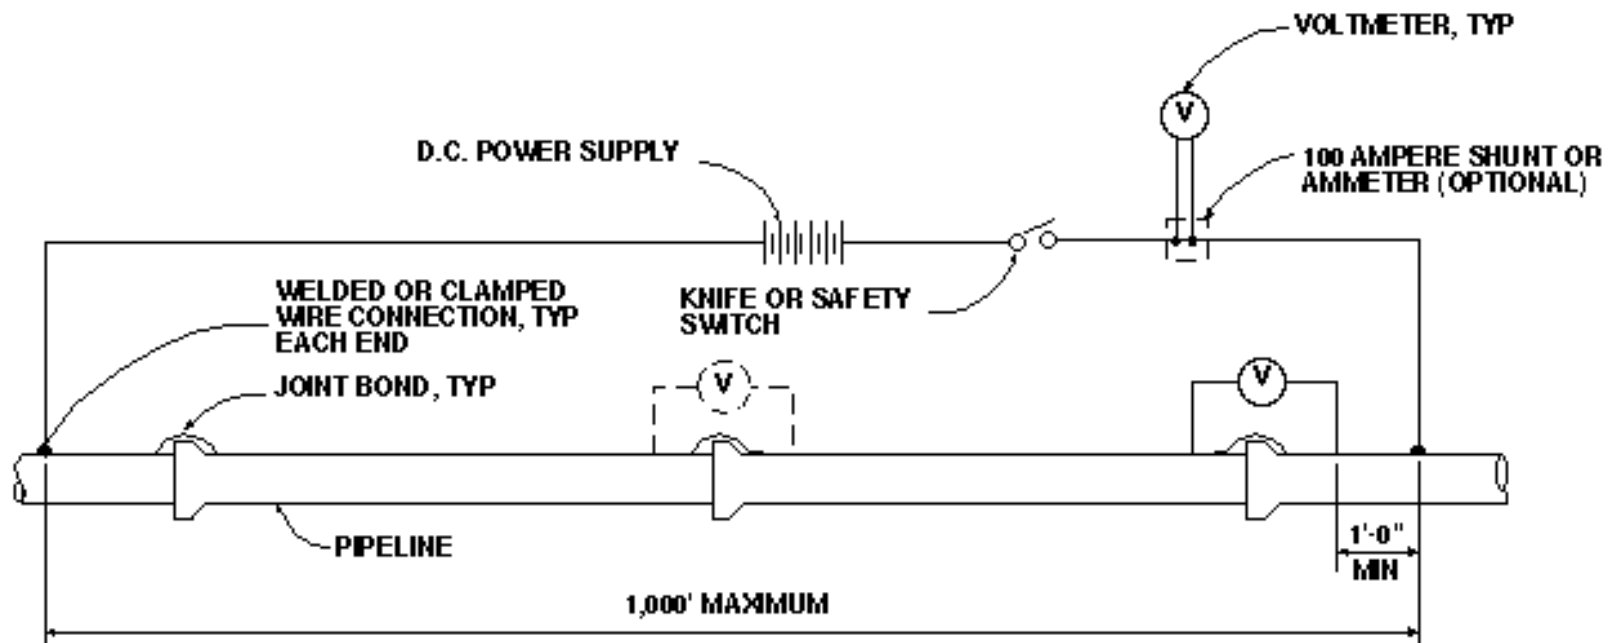 VOLTMETER, TYP
V
D.C. POWER SUPPLY
100 AMPERE SHUNT OR
AMMETER (OPTIONAL)
WELDED OR CLAMPED
WIRE CONNECTION, TYP
EACH END
KNIFE OR SAFETY
SWITCH
JOINT BOND, TYP
V
V
PIPELINE
1'-0"
MIN
1,000' MAXIMUM